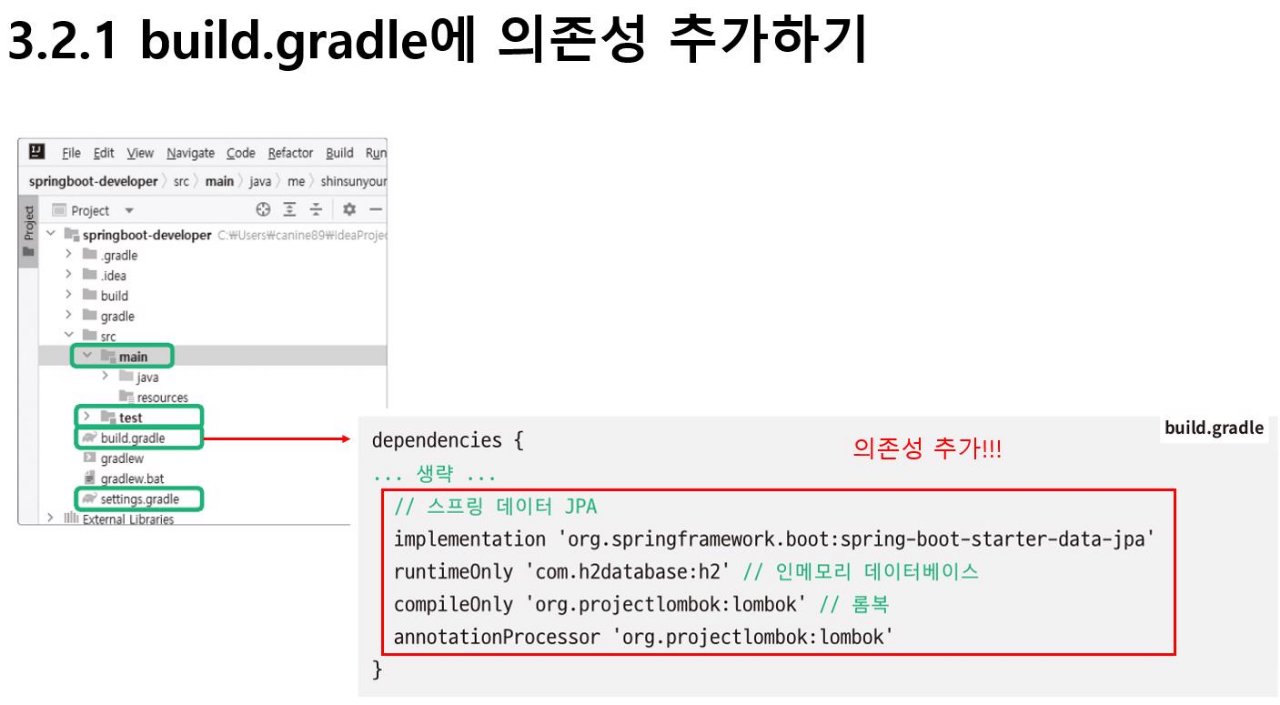 3.2.1 build.gradle에 의존성 추가하기
File Edit View Navigate Code Refactor Build Run
springboot-developer 〉 src 〉 main 〉 java 〉 me 〉 shinsunyour
Project
Project
springboot-developer C:₩Users₩canine89₩IdeaProjec
.gradle
.idea
build
gradle
src
main
java
resources
test
build.gradle
gradlew
gradlew.bat
settings.gradle
External Libraries
build.gradle
의존성 추가!!!
dependencies {
... 생략 ...
// 스프링 데이터 JPA
implementation 'org.springframework.boot:spring-boot-starter-data-jpa'
runtimeOnly 'com.h2database:h2' // 인메모리 데이터베이스
compileOnly 'org.projectlombok:lombok' // 롬복
annotationProcessor 'org.projectlombok:lombok'
}